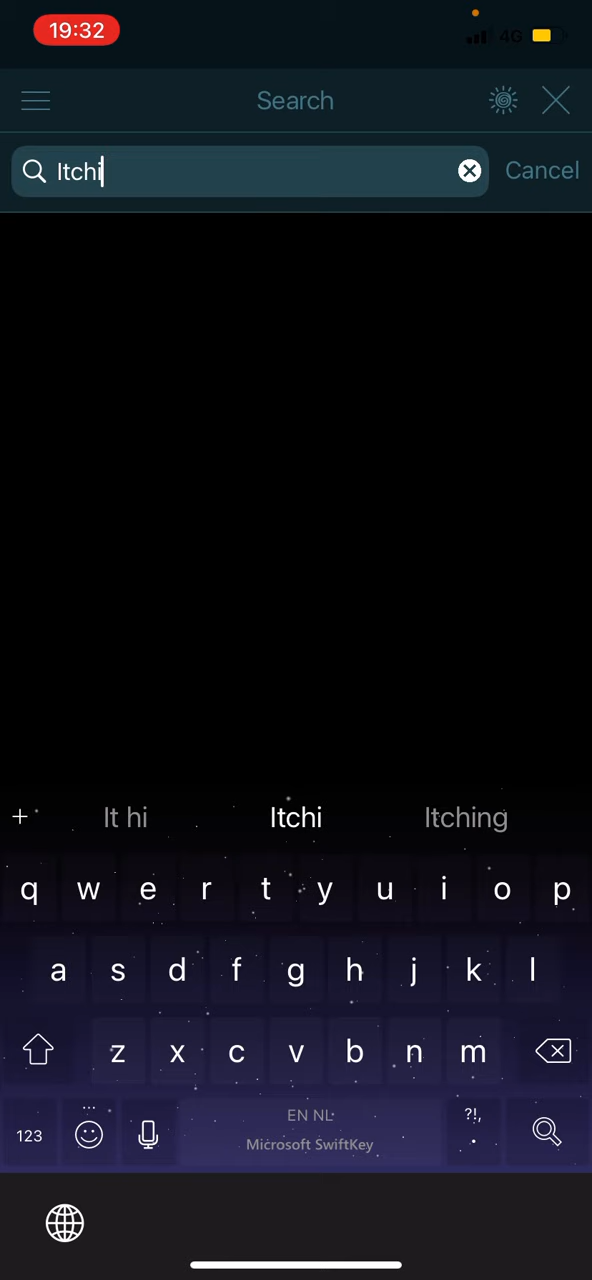 19:32
4G
Search
Itchi
Cancel
It hi Itchi Itching
q w e r t y u i o p
a s d f g h j k l
z x c v b n m
123 EN NL ?!,
Microsoft SwiftKey .